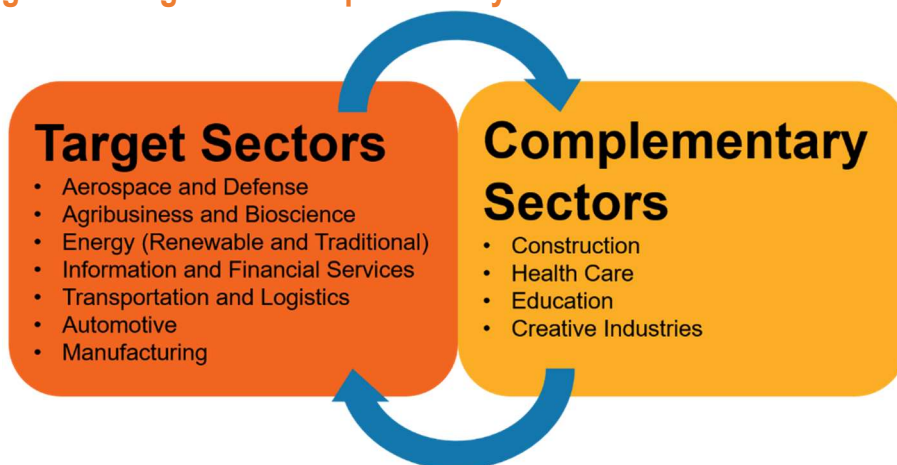 Target Sectors
• Aerospace and Defense
• Agribusiness and Bioscience
• Energy (Renewable and Traditional)
• Information and Financial Services
• Transportation and Logistics
• Automotive
• Manufacturing
Complementary
Sectors
• Construction
• Health Care
• Education
• Creative Industries